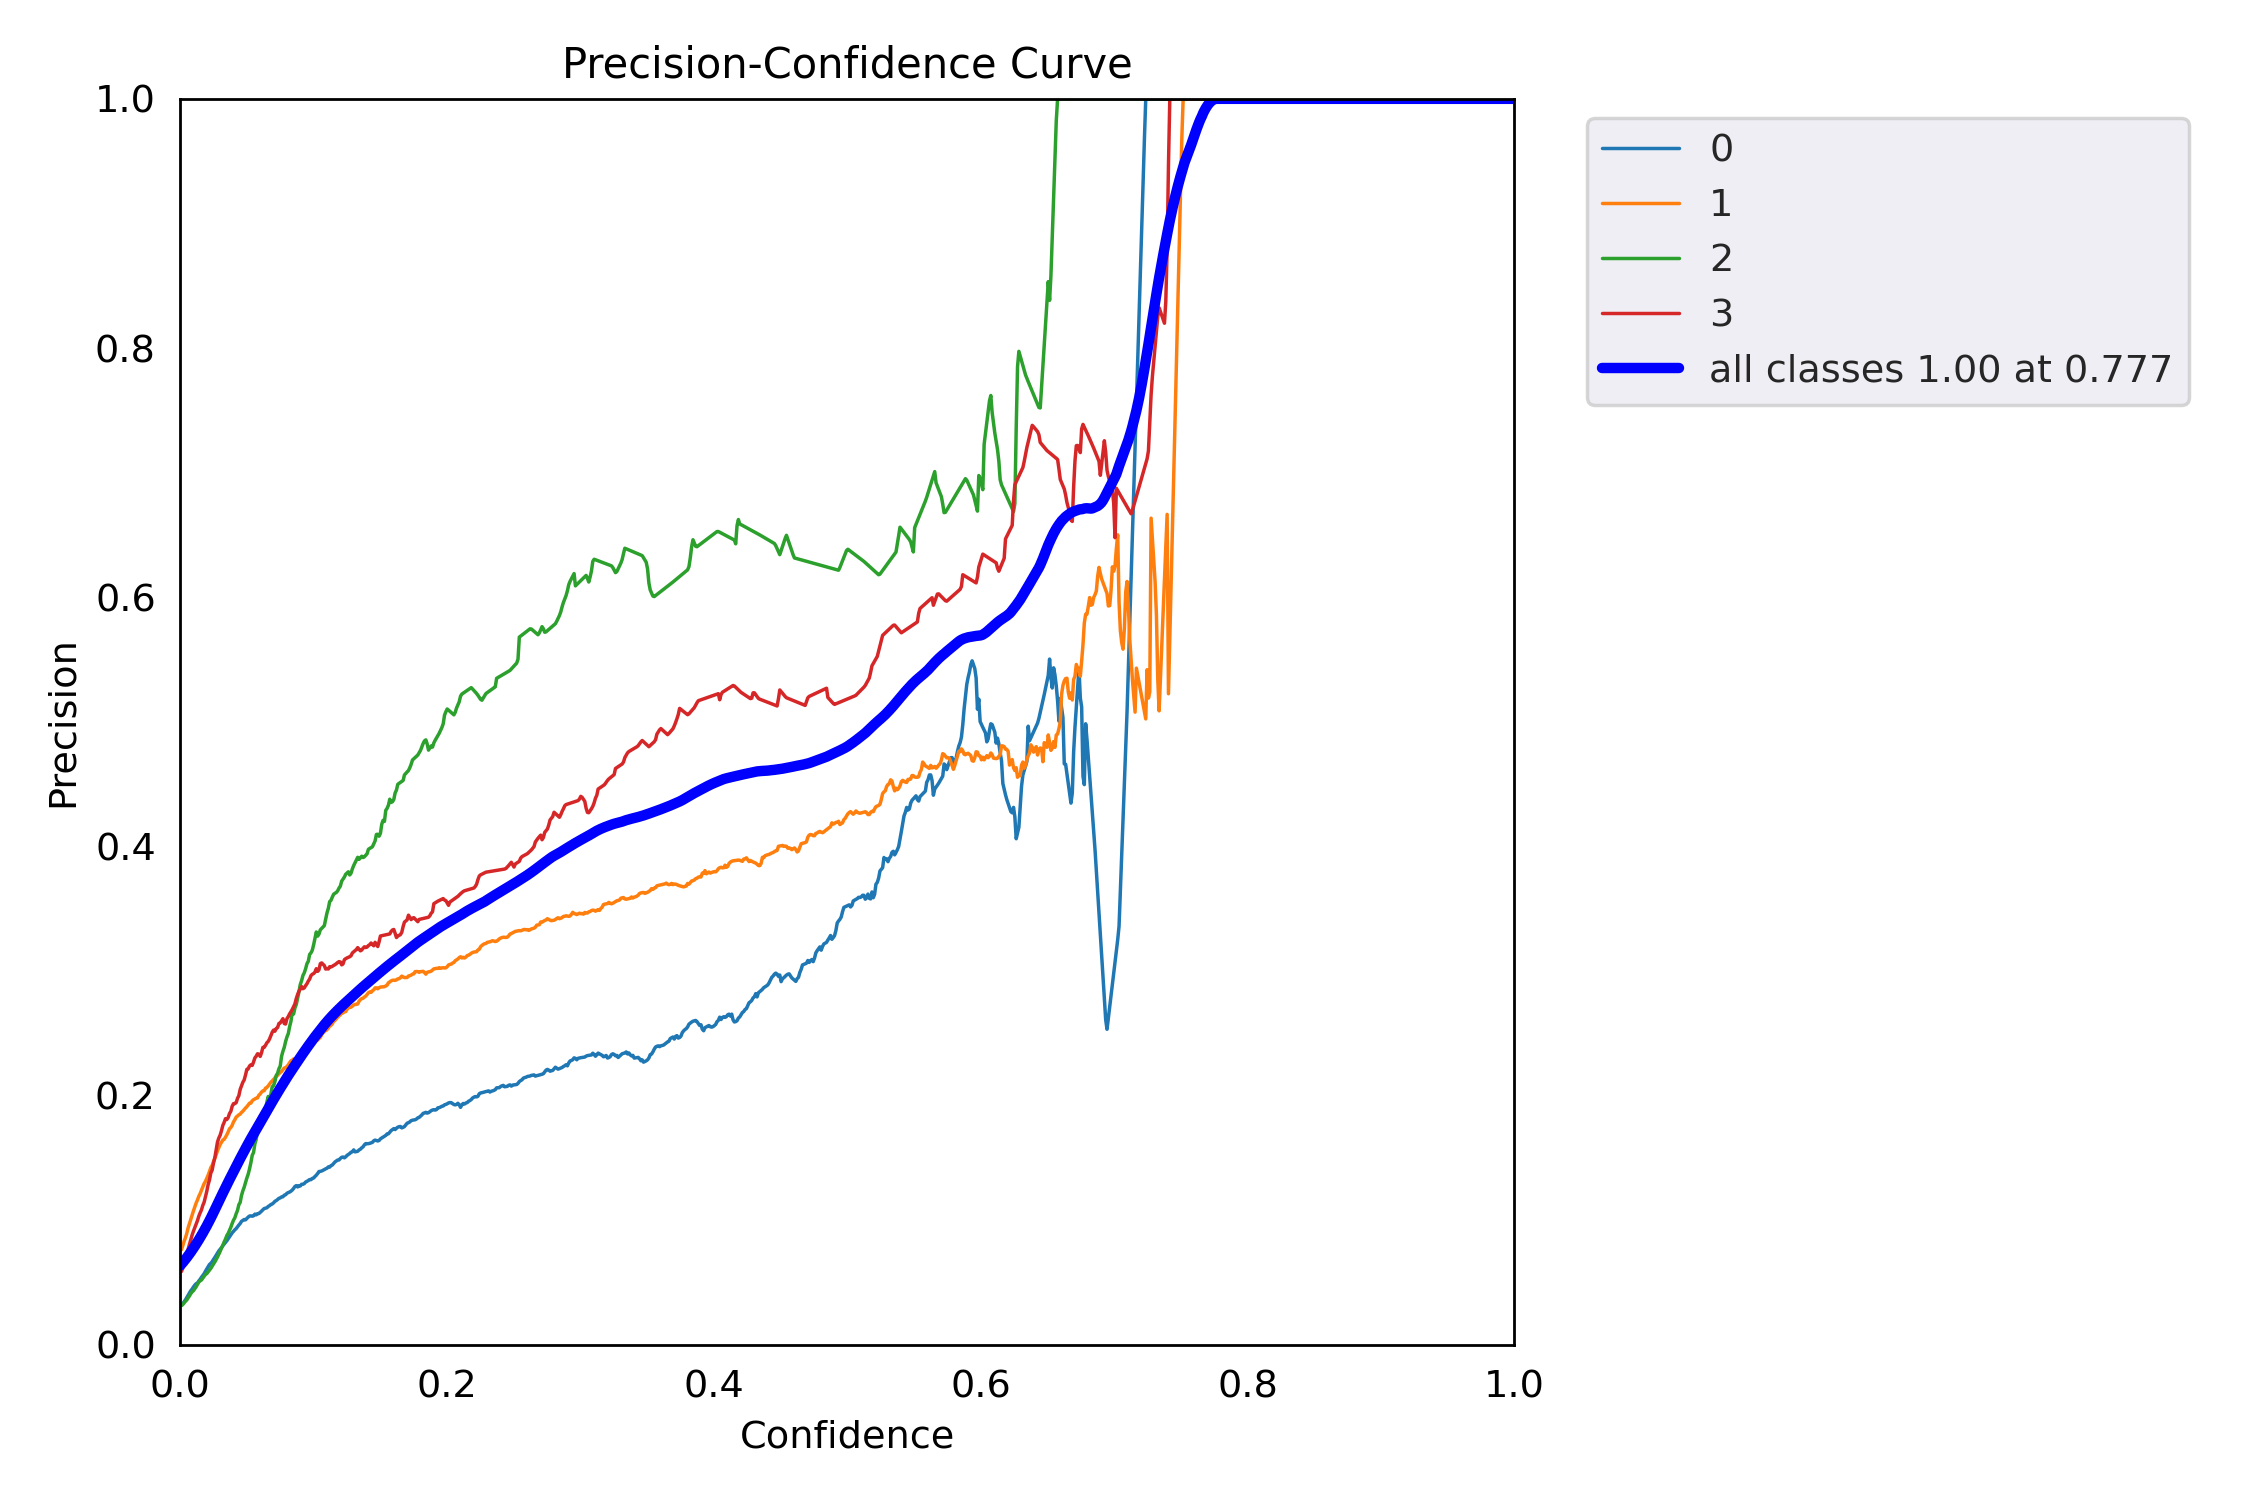 Precision-Confidence Curve
1.0
0.8
0.6
0.4
0.2
0.0
Precision
0.0 0.2 0.4 0.6 0.8 1.0
Confidence
0
1
2
3
all classes 1.00 at 0.777